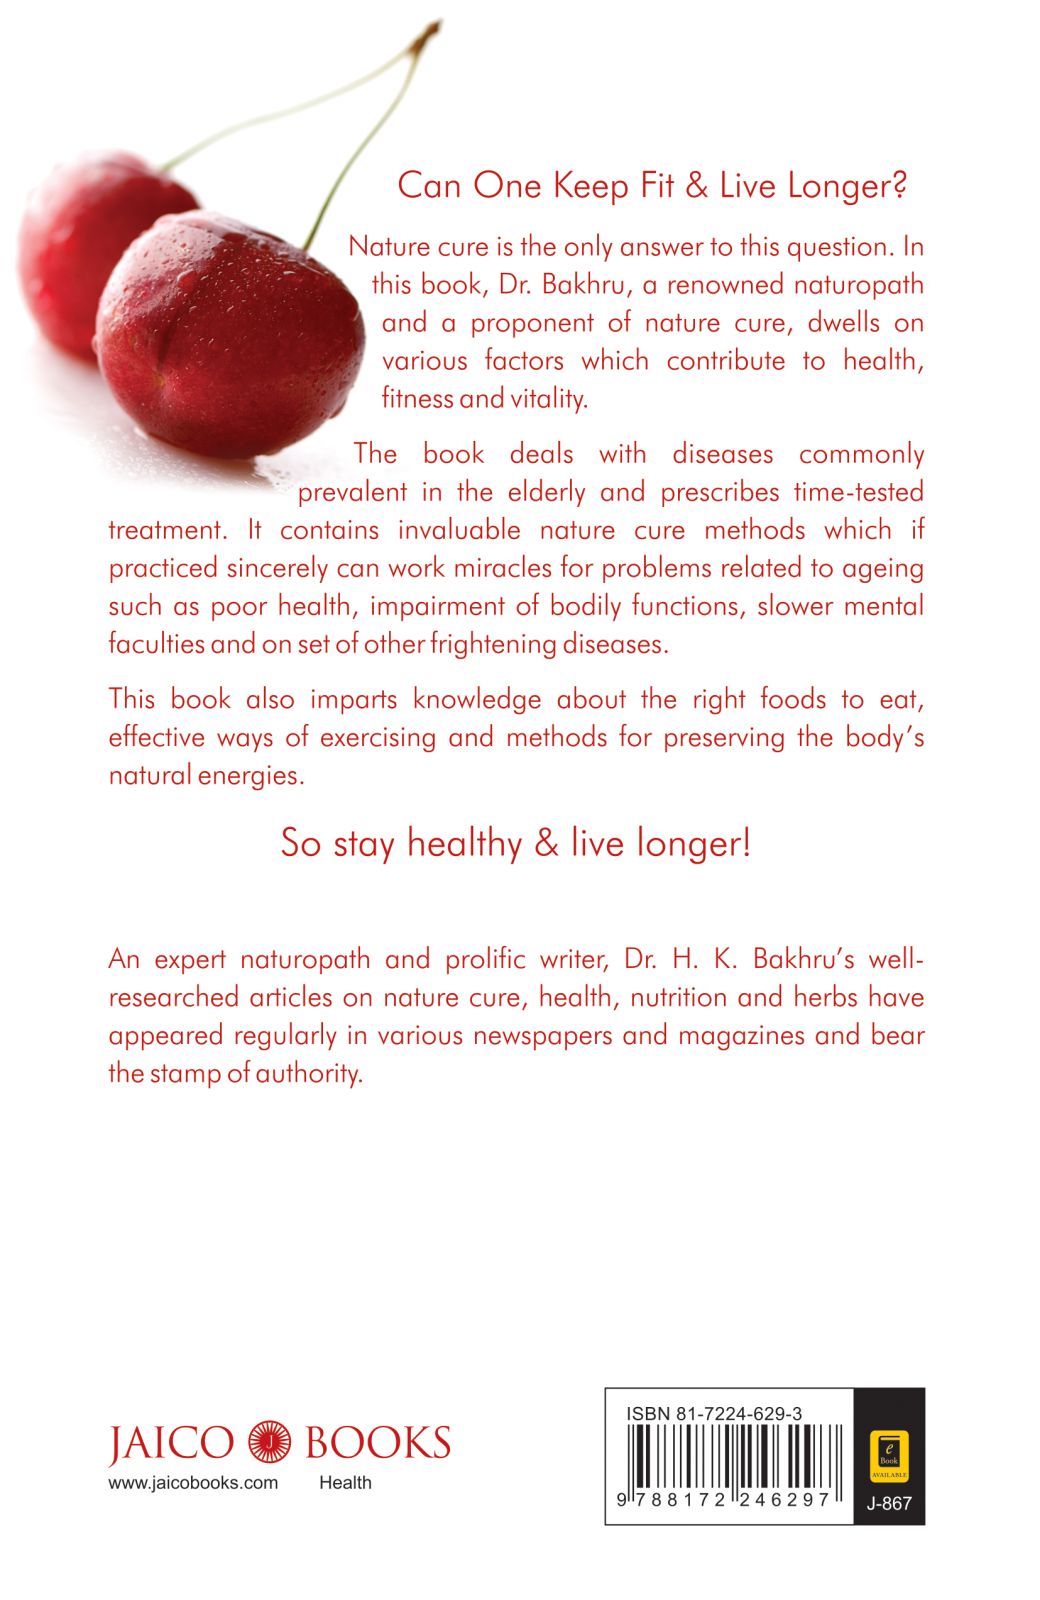 Can One Keep Fit & Live Longer?
Nature cure is the only answer to this question. In
this book, Dr. Bakhru, a renowned naturopath
and a proponent of nature cure, dwells on
various factors which contribute to health,
fitness and vitality.
The book deals with diseases commonly
prevalent in the elderly and prescribes time-tested
treatment. It contains invaluable nature cure methods which if
practiced sincerely can work miracles for problems related to ageing
such as poor health, impairment of bodily functions, slower mental
faculties and on set of other frightening diseases.
This book also imparts knowledge about the right foods to eat,
effective ways of exercising and methods for preserving the body's
natural energies.
So stay healthy & live longer!
An expert naturopath and prolific writer, Dr. H. K. Bakhru's well-
researched articles on nature cure, health, nutrition and herbs have
appeared regularly in various newspapers and magazines and bear
the stamp of authority.
JAICO J BOOKS
www.jaicobooks.com Health
ISBN 81-7224-629-3
9 788172 246297
e
Book
AVAILABLE
J-867